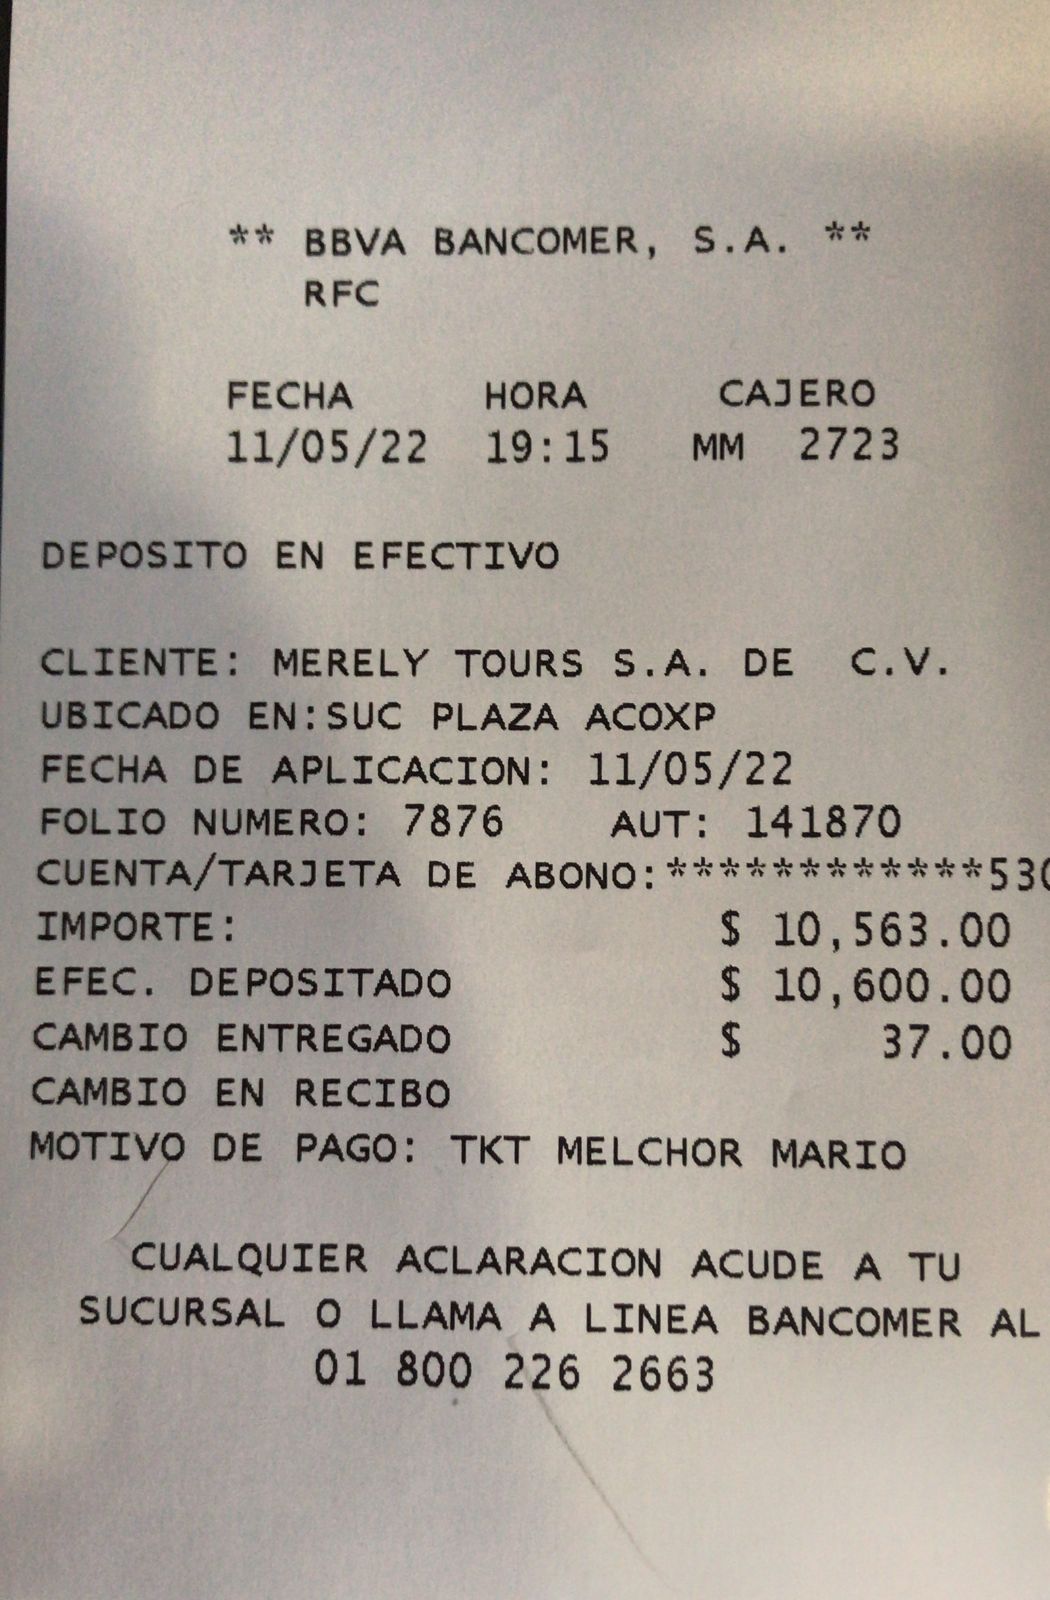 ** BBVA BANCOMER, S.A. **
RFC
FECHA HORA CAJERO
11/05/22 19:15 MM 2723
DEPOSITO EN EFECTIVO
CLIENTE: MERELY TOURS S.A. DE C.V.
UBICADO EN:SUC PLAZA ACOXP
FECHA DE APLICACION: 11/05/22
FOLIO NUMERO: 7876 AUT: 141870
CUENTA/TARJETA DE ABONO:************530
IMPORTE: $ 10,563.00
EFEC. DEPOSITADO $ 10,600.00
CAMBIO ENTREGADO $ 37.00
CAMBIO EN RECIBO
MOTIVO DE PAGO: TKT MELCHOR MARIO
CUALQUIER ACLARACION ACUDE A TU
SUCURSAL O LLAMA A LINEA BANCOMER AL
01 800 226 2663